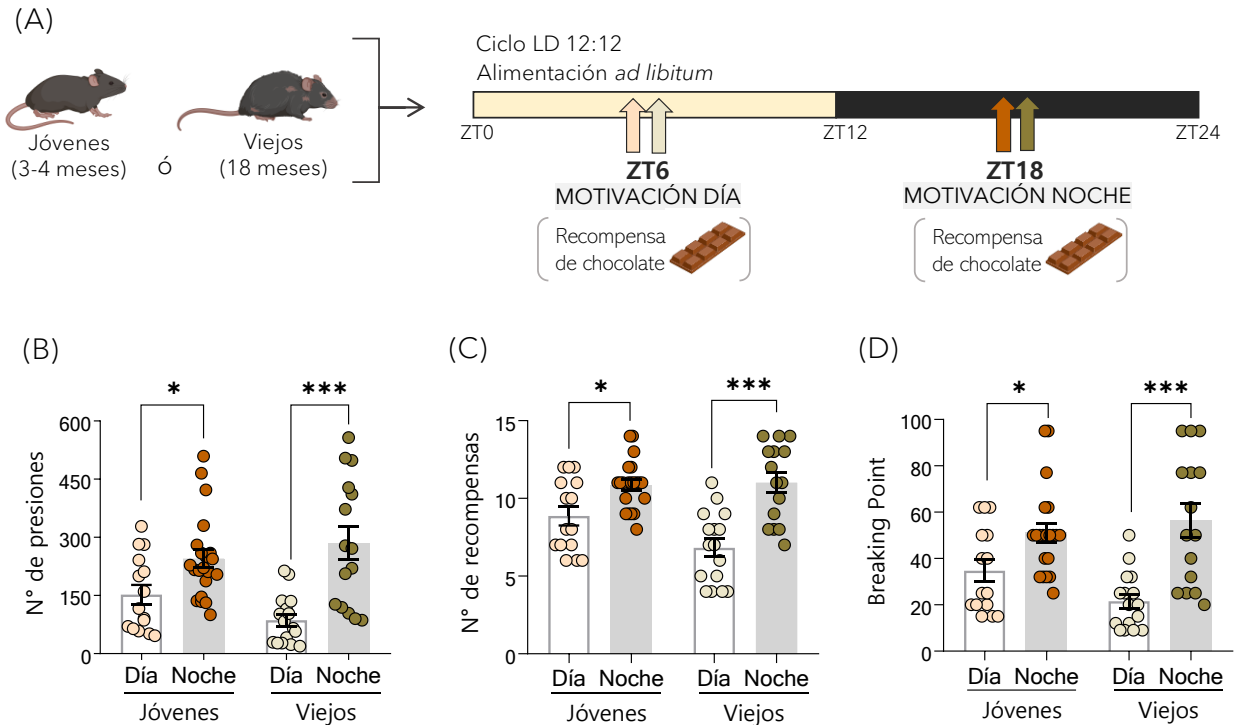 (A)
Jóvenes
(3-4 meses)
ó
Viejos
(18 meses)
Ciclo LD 12:12
Alimentación ad libitum
ZT0
ZT12
ZT24
ZT6
MOTIVACIÓN DÍA
Recompensa
de chocolate
ZT18
MOTIVACIÓN NOCHE
Recompensa
de chocolate
(B)
* ***
N° de presiones
600
450
300
150
0
Día Noche Día Noche
Jóvenes Viejos
(C)
* ***
N° de recompensas
15
10
5
0
Día Noche Día Noche
Jóvenes Viejos
(D)
* ***
Breaking Point
100
80
60
40
20
0
Día Noche Día Noche
Jóvenes Viejos